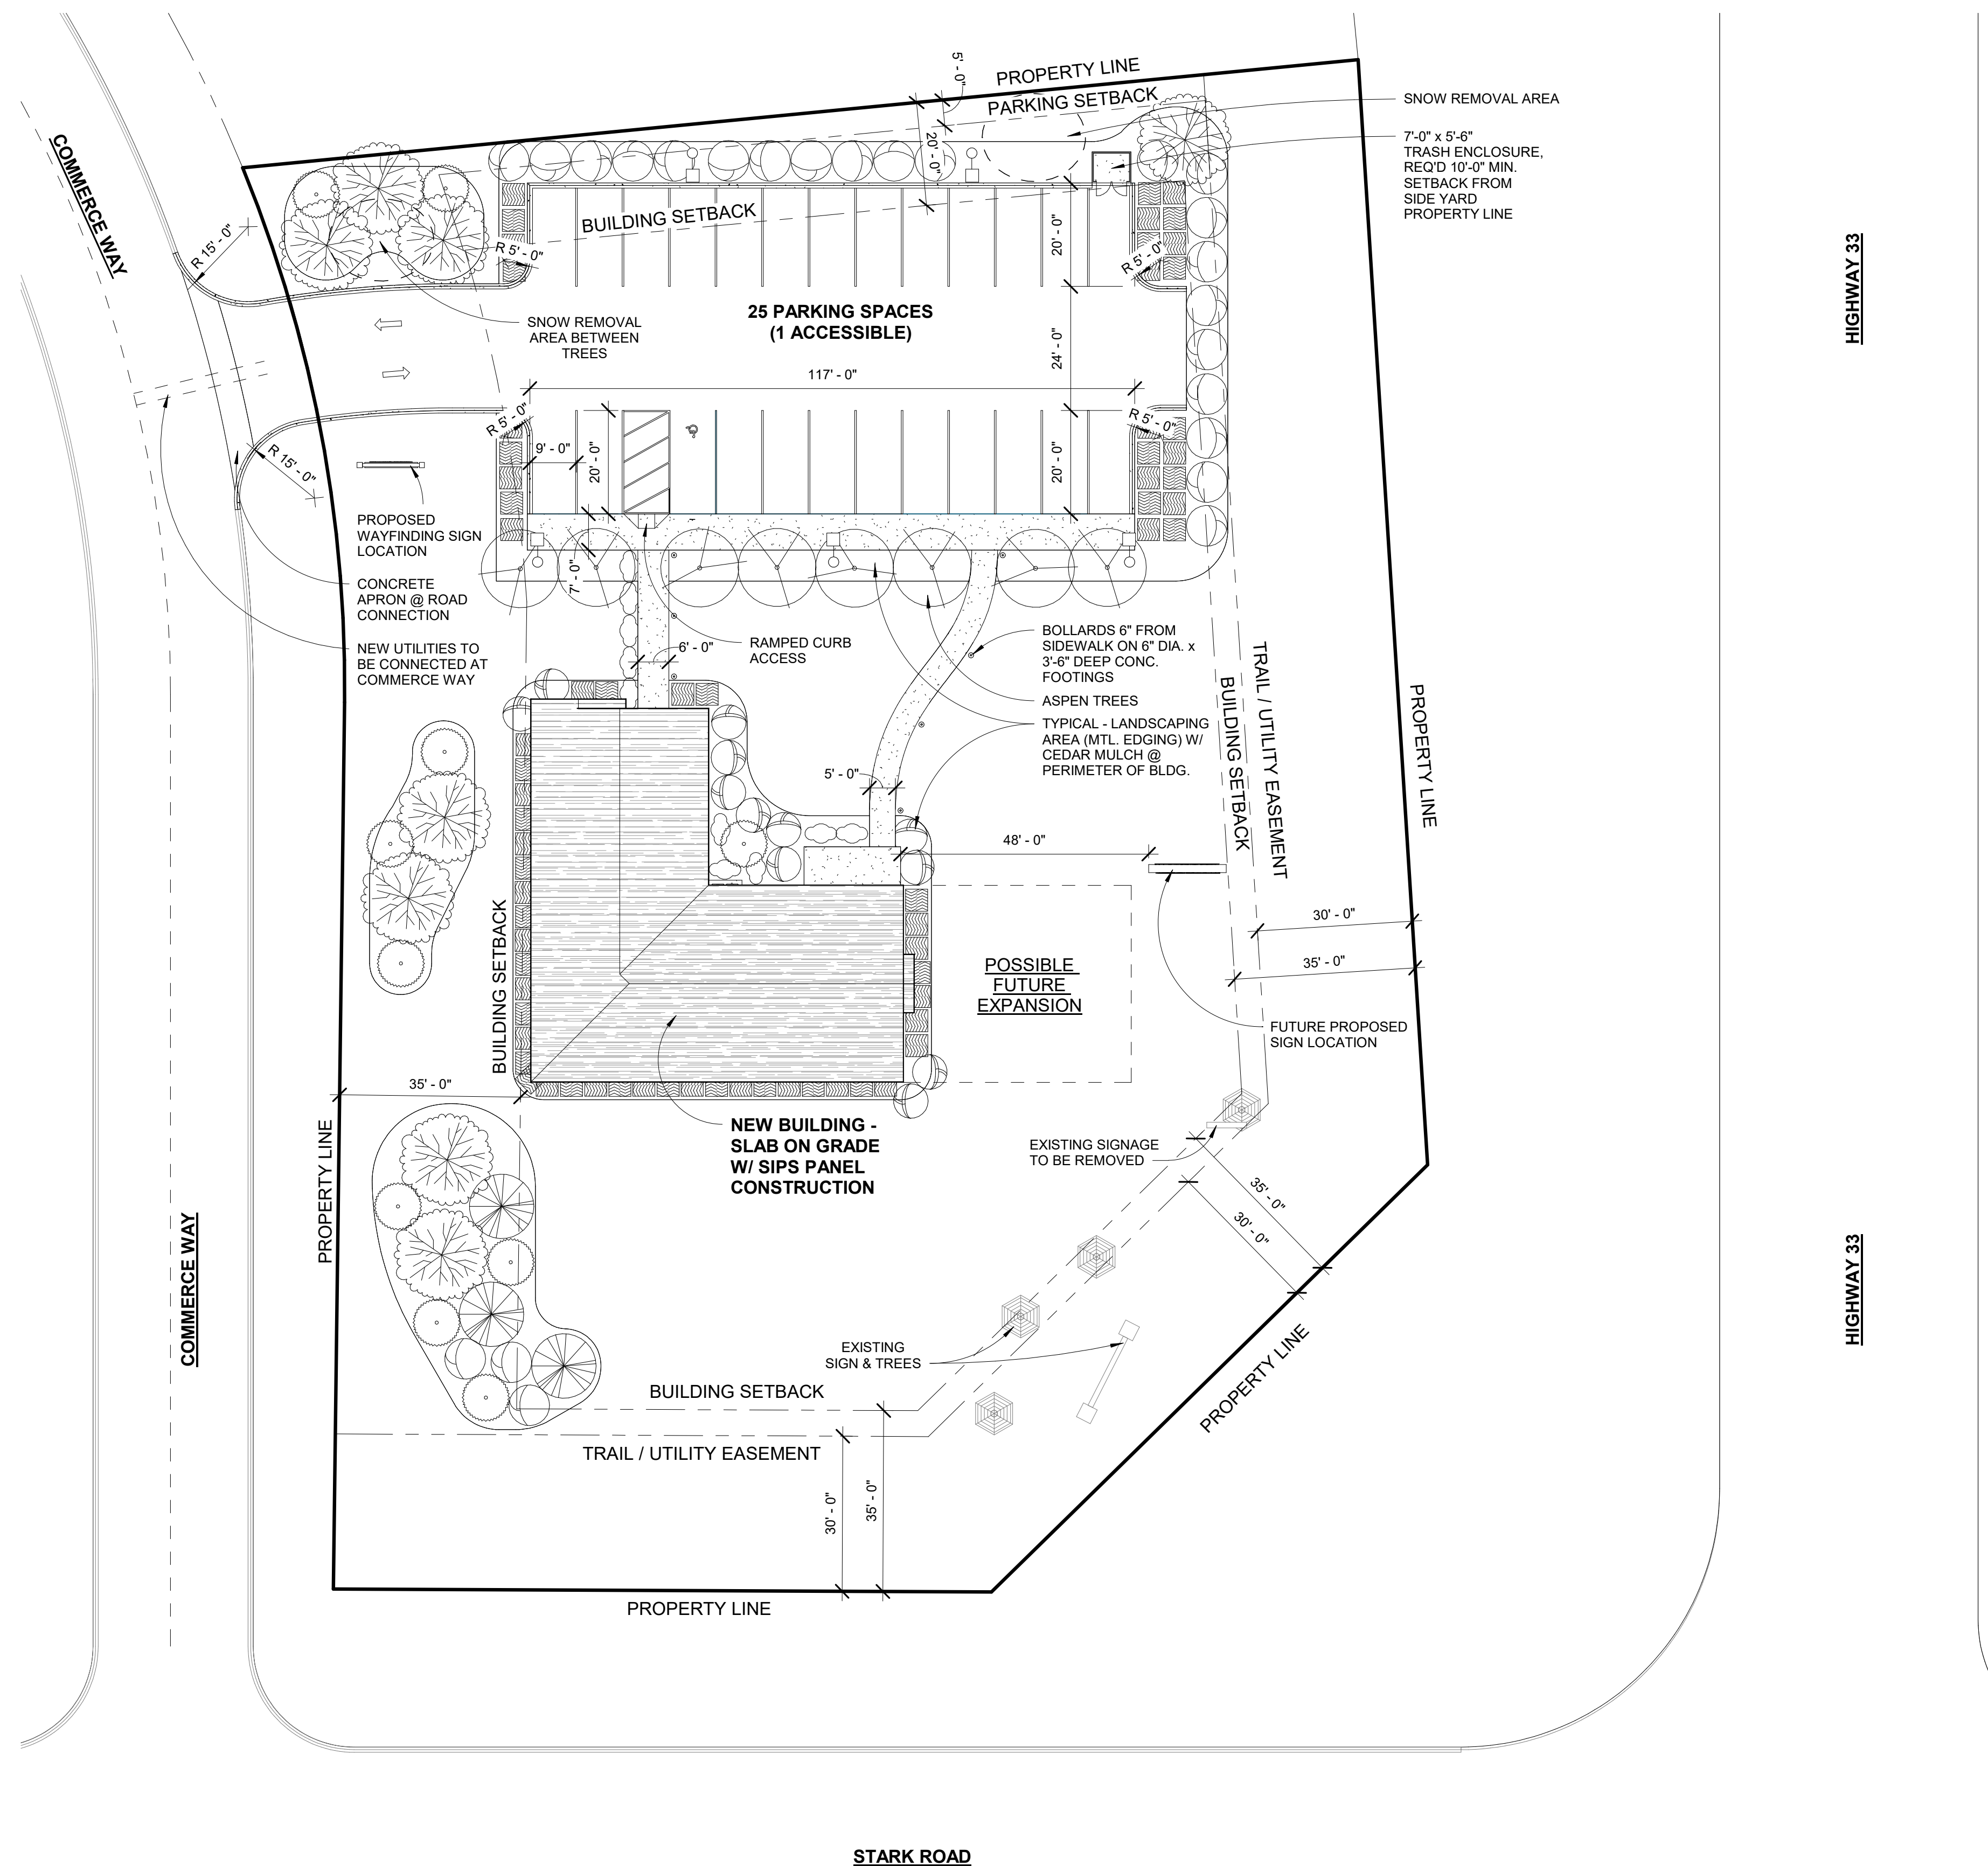 5' - 0"
PROPERTY LINE
PARKING SETBACK
SNOW REMOVAL AREA
7'-0" x 5'-6"
TRASH ENCLOSURE,
REQ'D 10'-0" MIN.
SETBACK FROM
SIDE YARD
PROPERTY LINE
COMMERCE WAY
20' - 0"
BUILDING SETBACK
R 15' - 0"
R 5' - 0"
R 5' - 0"
20' - 0"
HIGHWAY 33
25 PARKING SPACES
(1 ACCESSIBLE)
SNOW REMOVAL
AREA BETWEEN
TREES
24' - 0"
117' - 0"
R 5' - 0"
R 5' - 0"
9' - 0"
20' - 0"
20' - 0"
R 15' - 0"
PROPOSED
WAYFINDING SIGN
LOCATION
CONCRETE
APRON @ ROAD
CONNECTION
NEW UTILITIES TO
BE CONNECTED AT
COMMERCE WAY
7' - 0"
6' - 0"
RAMPED CURB
ACCESS
BOLLARDS 6" FROM
SIDEWALK ON 6" DIA. x
3'-6" DEEP CONC.
FOOTINGS
ASPEN TREES
TYPICAL - LANDSCAPING
AREA (MTL. EDGING) W/
CEDAR MULCH @
PERIMETER OF BLDG.
TRAIL / UTILITY EASEMENT
BUILDING SETBACK
PROPERTY LINE
5' - 0"
48' - 0"
BUILDING SETBACK
30' - 0"
35' - 0"
POSSIBLE
FUTURE
EXPANSION
FUTURE PROPOSED
SIGN LOCATION
35' - 0"
PROPERTY LINE
NEW BUILDING -
SLAB ON GRADE
W/ SIPS PANEL
CONSTRUCTION
EXISTING SIGNAGE
TO BE REMOVED
35' - 0"
30' - 0"
COMMERCE WAY
HIGHWAY 33
EXISTING
SIGN & TREES
PROPERTY LINE
BUILDING SETBACK
TRAIL / UTILITY EASEMENT
30' - 0"
35' - 0"
PROPERTY LINE
STARK ROAD